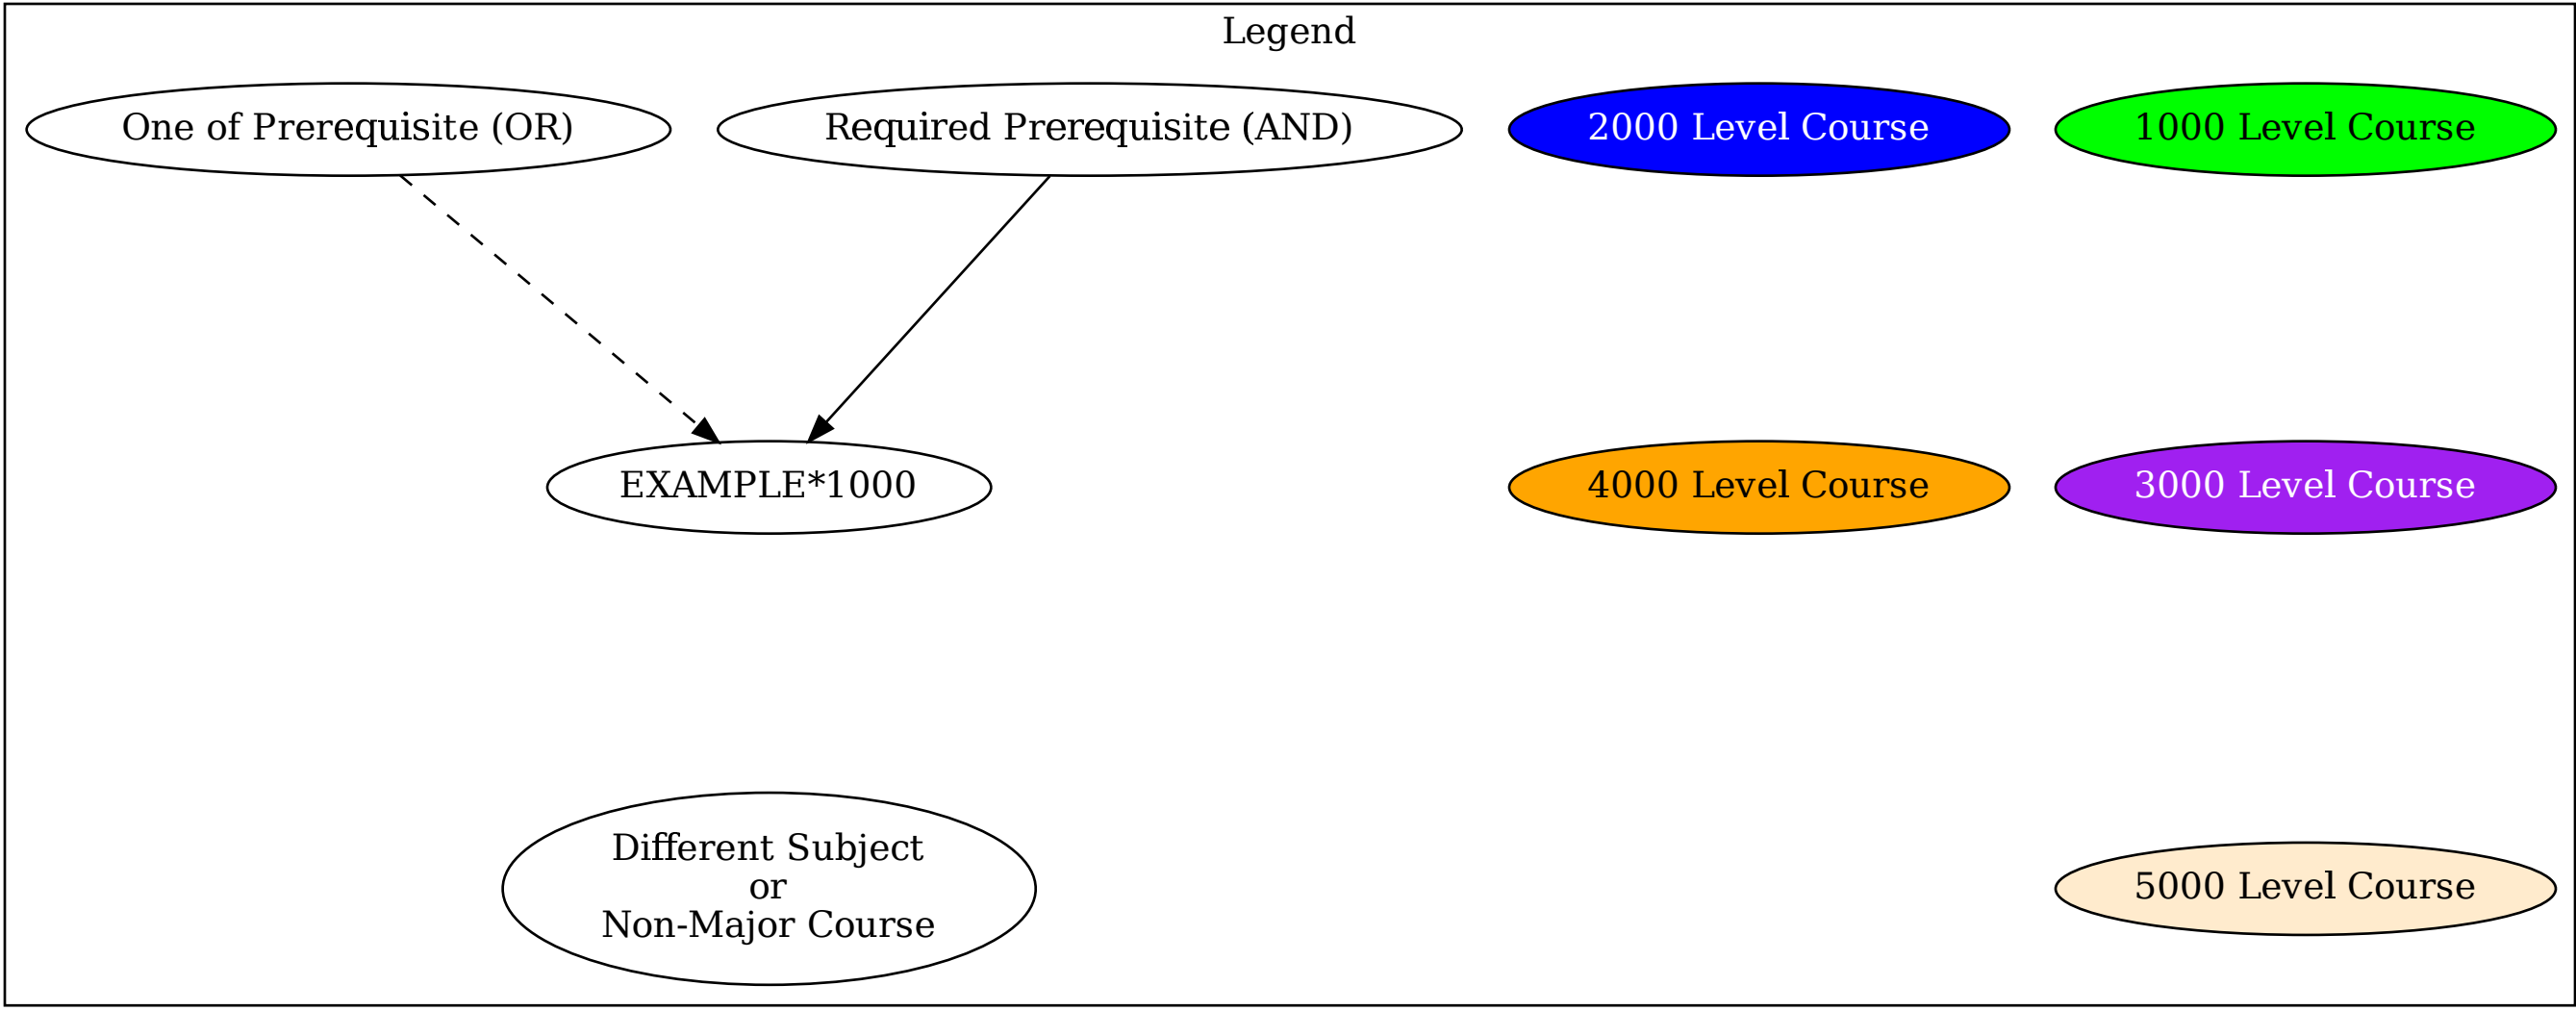 Legend
One of Prerequisite (OR)
Required Prerequisite (AND)
2000 Level Course
1000 Level Course
EXAMPLE*1000
4000 Level Course
3000 Level Course
Different Subject
or
Non-Major Course
5000 Level Course